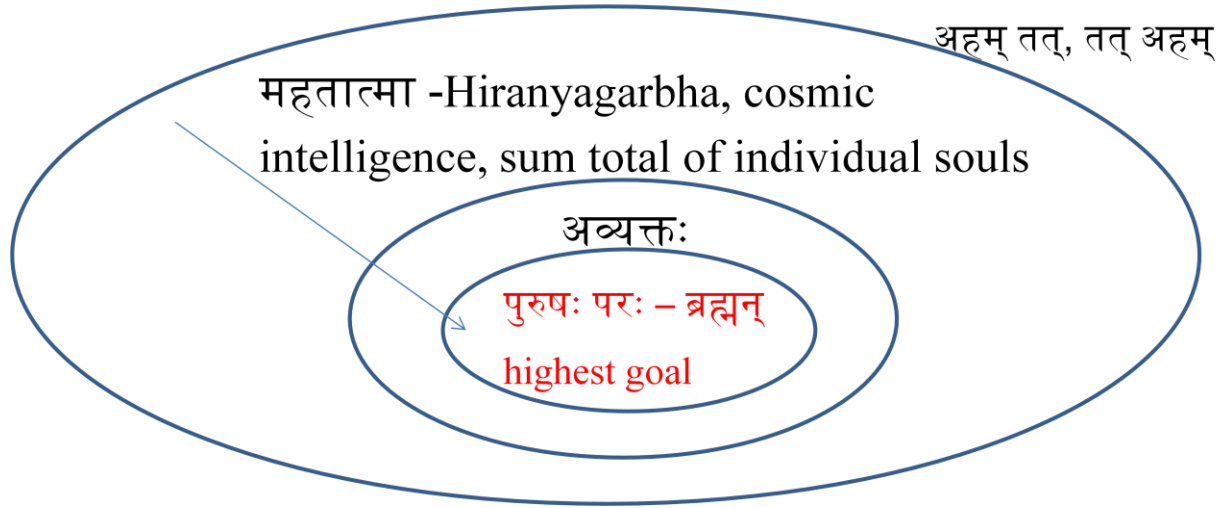 अहम् तत्, तत् अहम्
महतात्मा -Hiranyagarbha, cosmic
intelligence, sum total of individual souls
अव्यक्तः
पुरुषः परः – ब्रह्मन्
highest goal